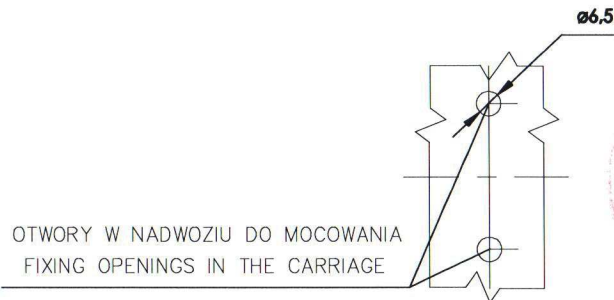 ø6,5
OTWORY W NADWOZIU DO MOCOWANIA
FIXING OPENINGS IN THE CARRIAGE